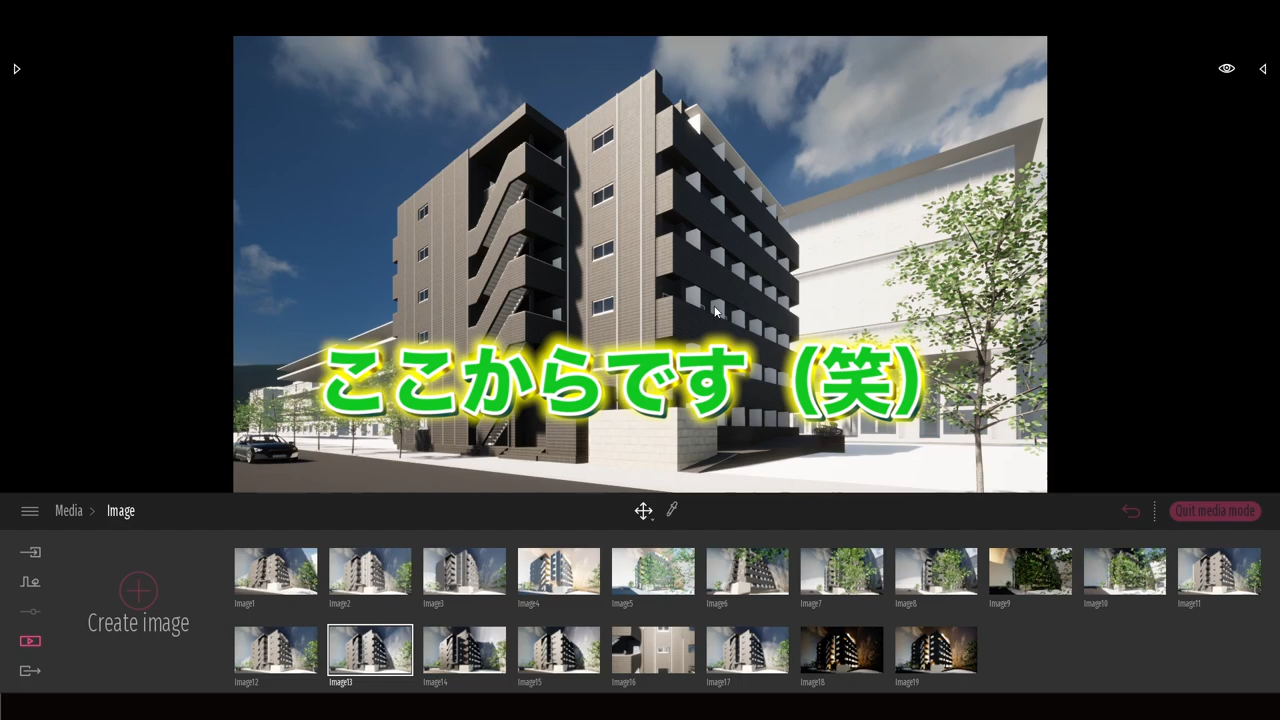 ここからです（笑）
Media > Image
Quit media mode
Create image
Image1 Image2 Image3 Image4 Image5 Image6 Image7 Image8 Image9 Image10 Image11
Image12 Image13 Image14 Image15 Image16 Image17 Image18 Image19